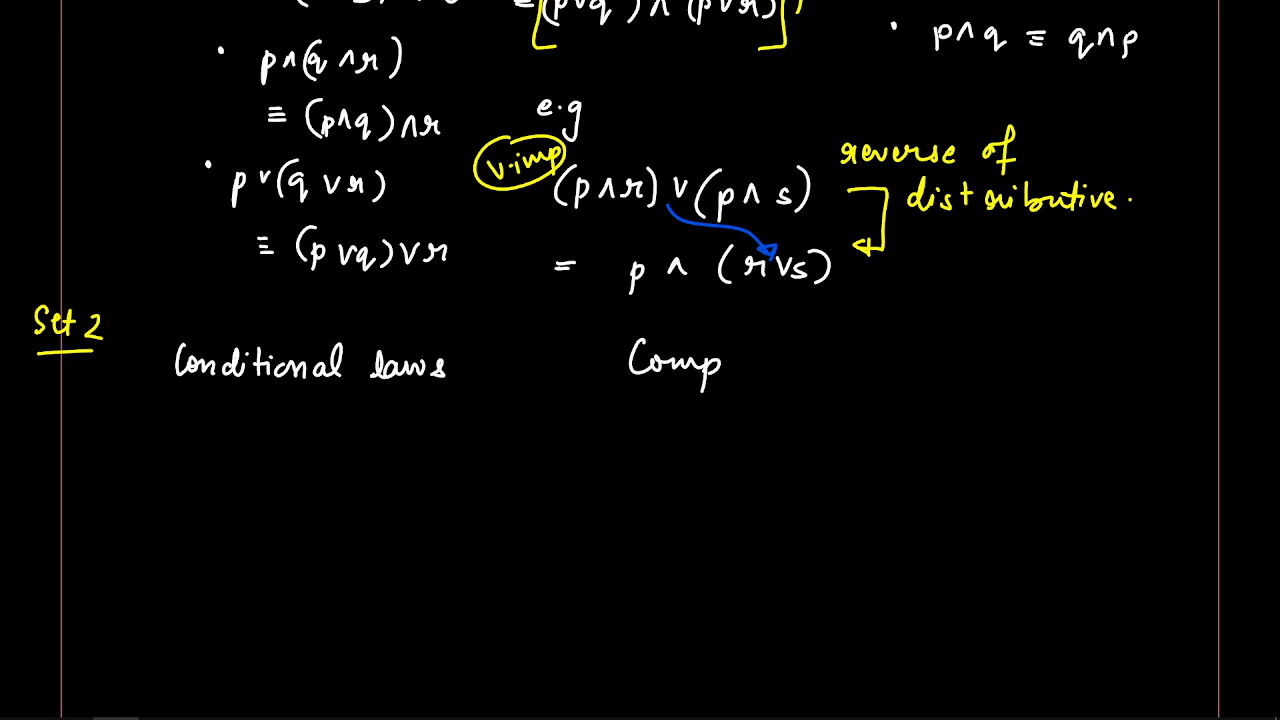 ≡ (p∨q) ∧ (p∨r)
• p∧(q ∧r)
≡ (p∧q)∧r
• p ∨(q ∨r)
≡ (p ∨q)∨r
e.g
v.imp (p∧r) ∨ (p∧ s)
= p ∧ (r∨s)
reverse of
distributive.
• p∧q ≡ q∧p
Set 2
Conditional laws
Comp